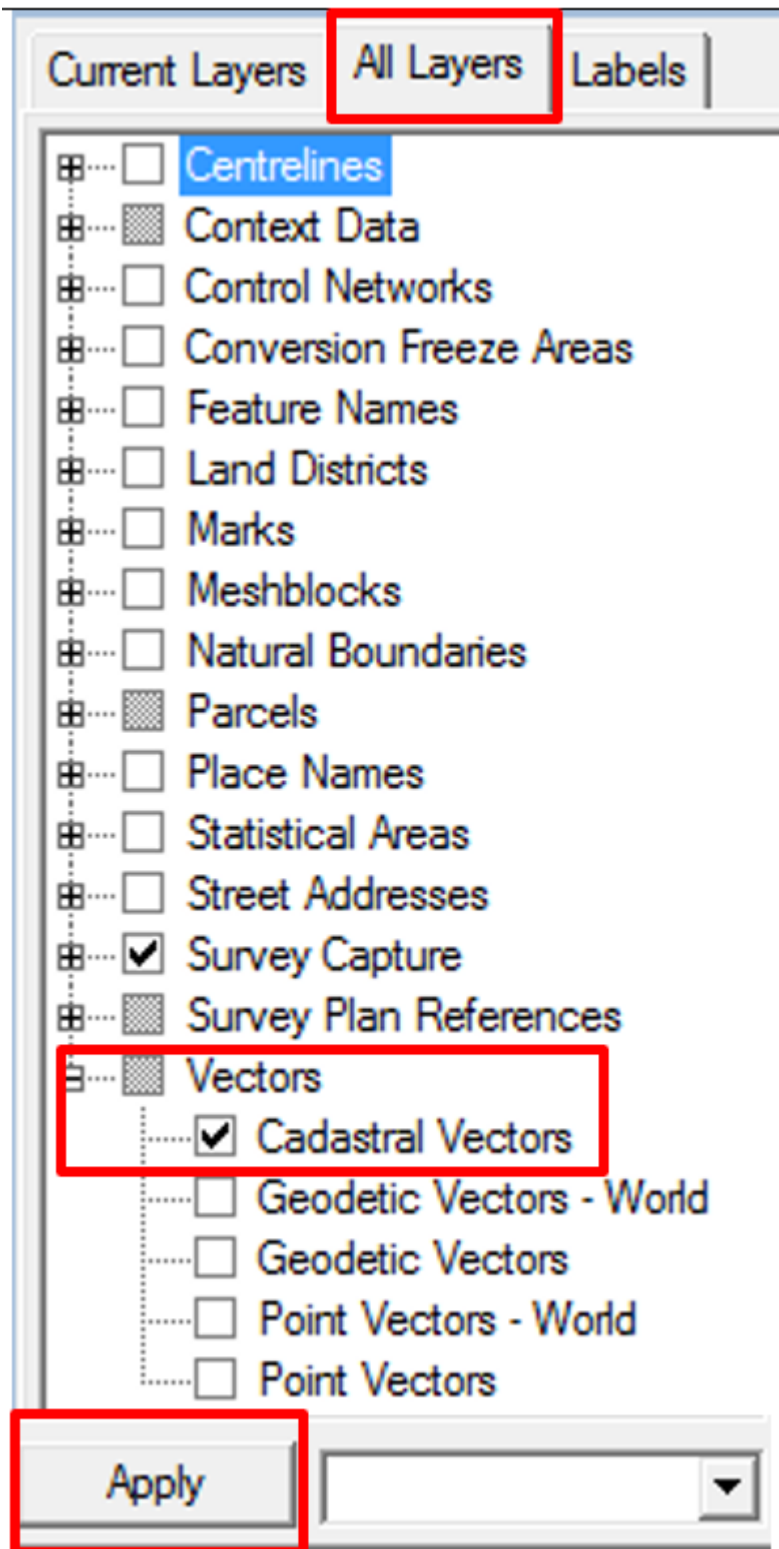 Current Layers All Layers Labels
Centrelines
Context Data
Control Networks
Conversion Freeze Areas
Feature Names
Land Districts
Marks
Meshblocks
Natural Boundaries
Parcels
Place Names
Statistical Areas
Street Addresses
Survey Capture
Survey Plan References
Vectors
Cadastral Vectors
Geodetic Vectors - World
Geodetic Vectors
Point Vectors - World
Point Vectors
Apply